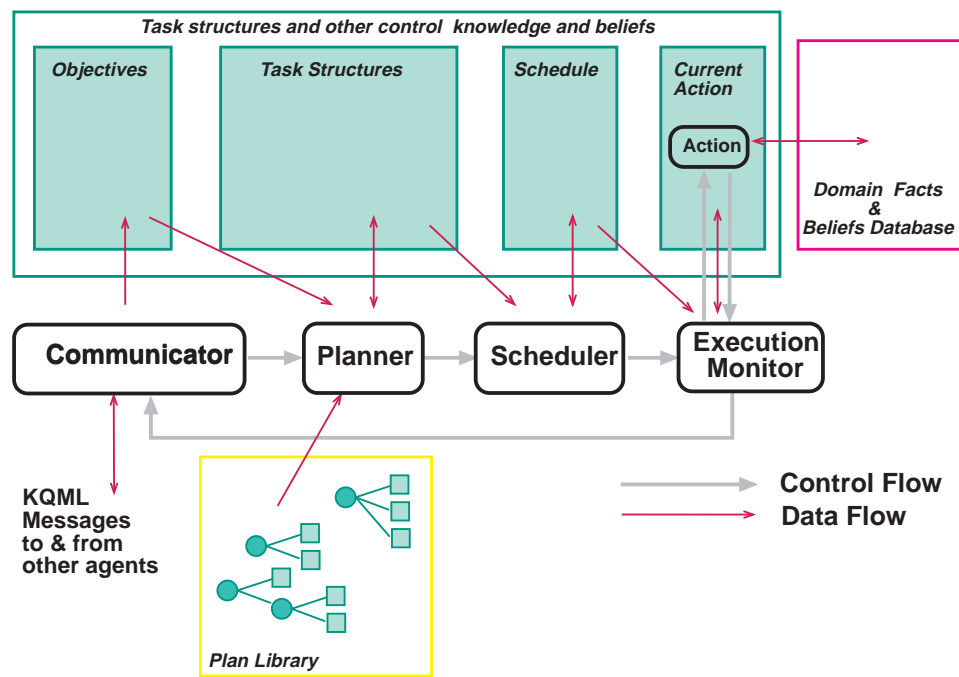 Task structures and other control knowledge and beliefs
Objectives
Task Structures
Schedule
Current
Action
Action
Domain Facts
&
Beliefs Database
Communicator
Planner
Scheduler
Execution
Monitor
KQML
Messages
to & from
other agents
Control Flow
Data Flow
Plan Library